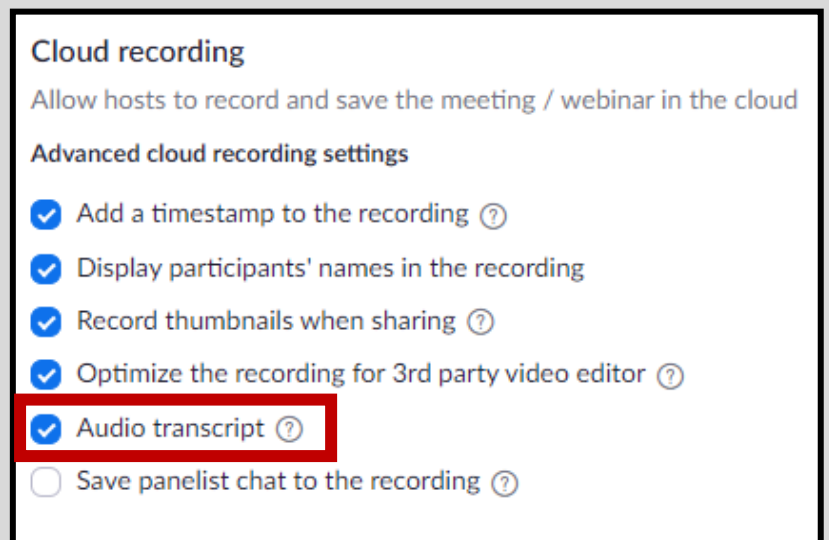 Cloud recording
Allow hosts to record and save the meeting / webinar in the cloud
Advanced cloud recording settings
Add a timestamp to the recording ?
Display participants' names in the recording
Record thumbnails when sharing ?
Optimize the recording for 3rd party video editor ?
Audio transcript ?
Save panelist chat to the recording ?